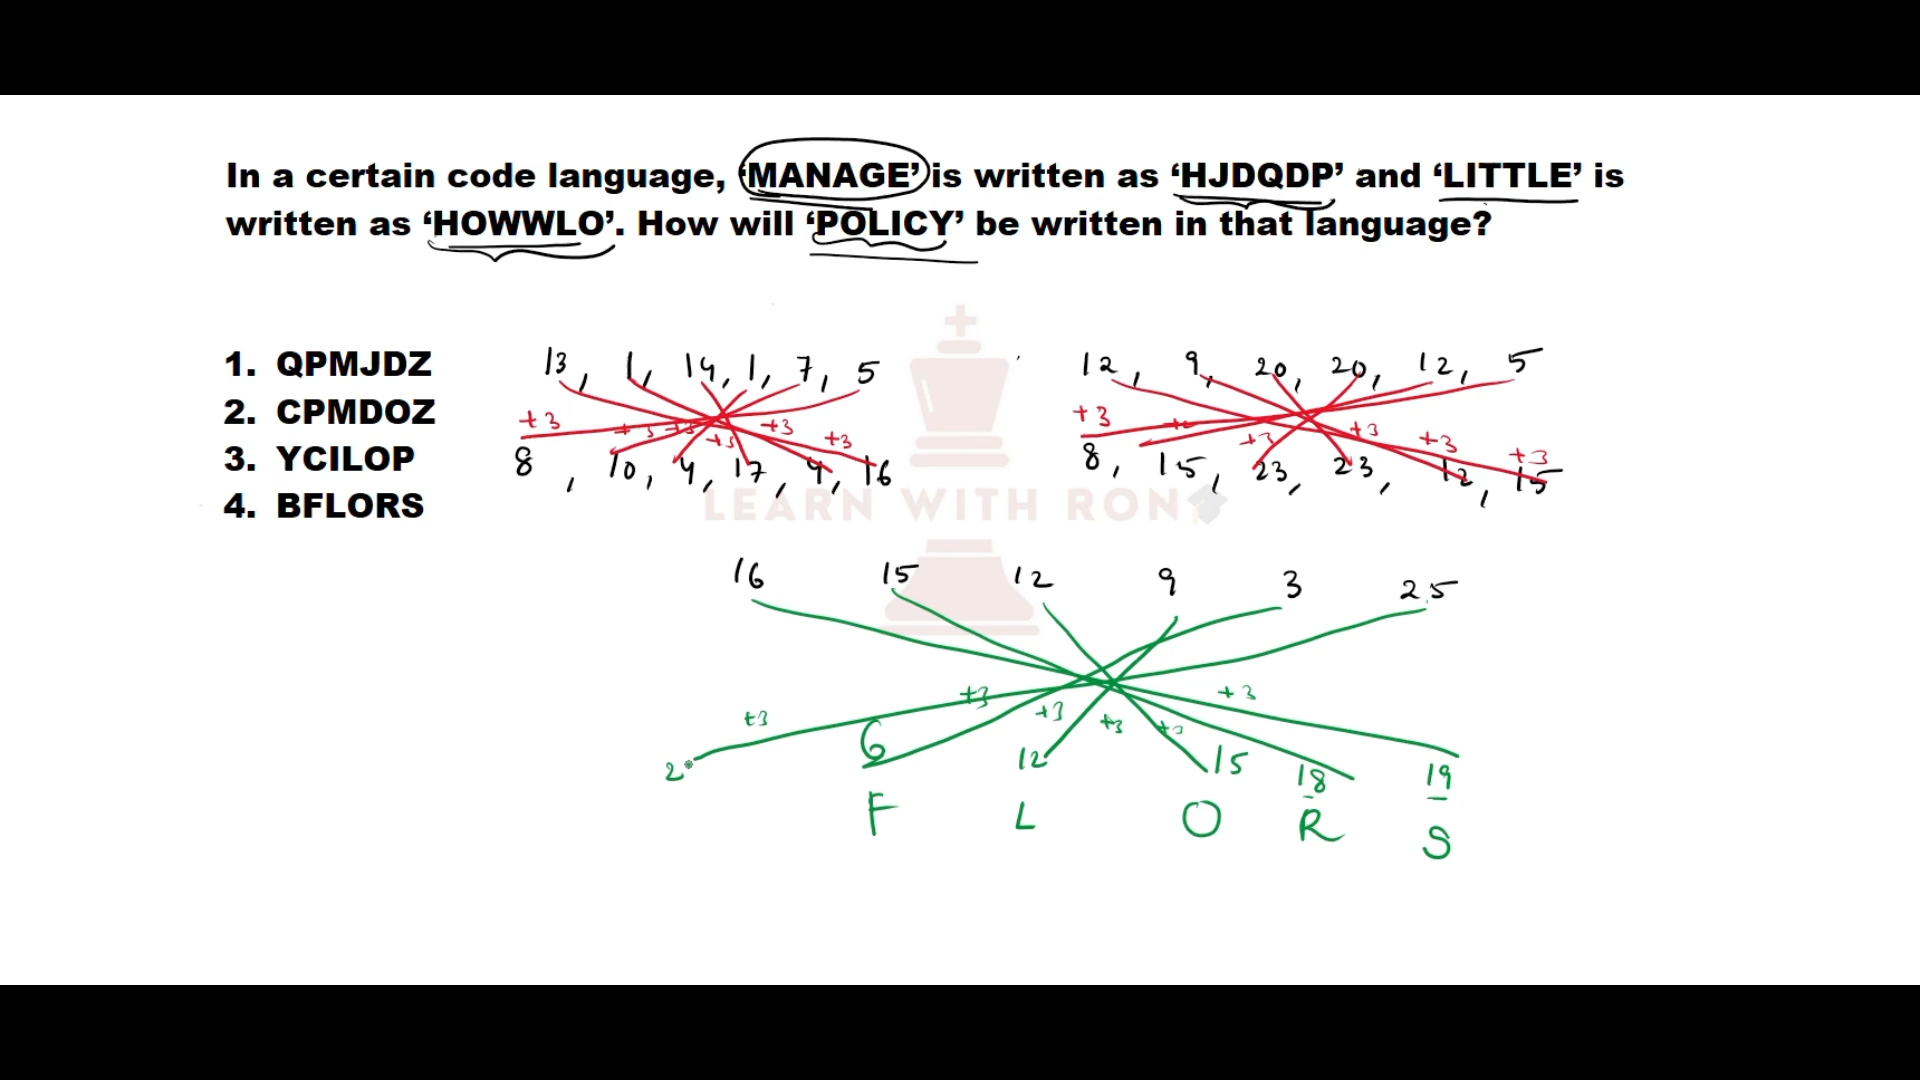 In a certain code language, ‘MANAGE’ is written as ‘HJDQDP’ and ‘LITTLE’ is
written as ‘HOWWLO’. How will ‘POLICY’ be written in that language?
1. QPMJDZ
2. CPMDOZ
3. YCILOP
4. BFLORS
13, 1, 14, 1, 7, 5
+3 +3 +3 +3 +3 +3
8, 10, 4, 17, 4, 16
12, 9, 20, 20, 12, 5
+3 +3 +3 +3 +3
8, 15, 23, 23, 12, 15
LEARN WITH RON
16 15 12 9 3 25
+3 +3 +3 +3 +3
2 6 12 15 18 19
F L O R S